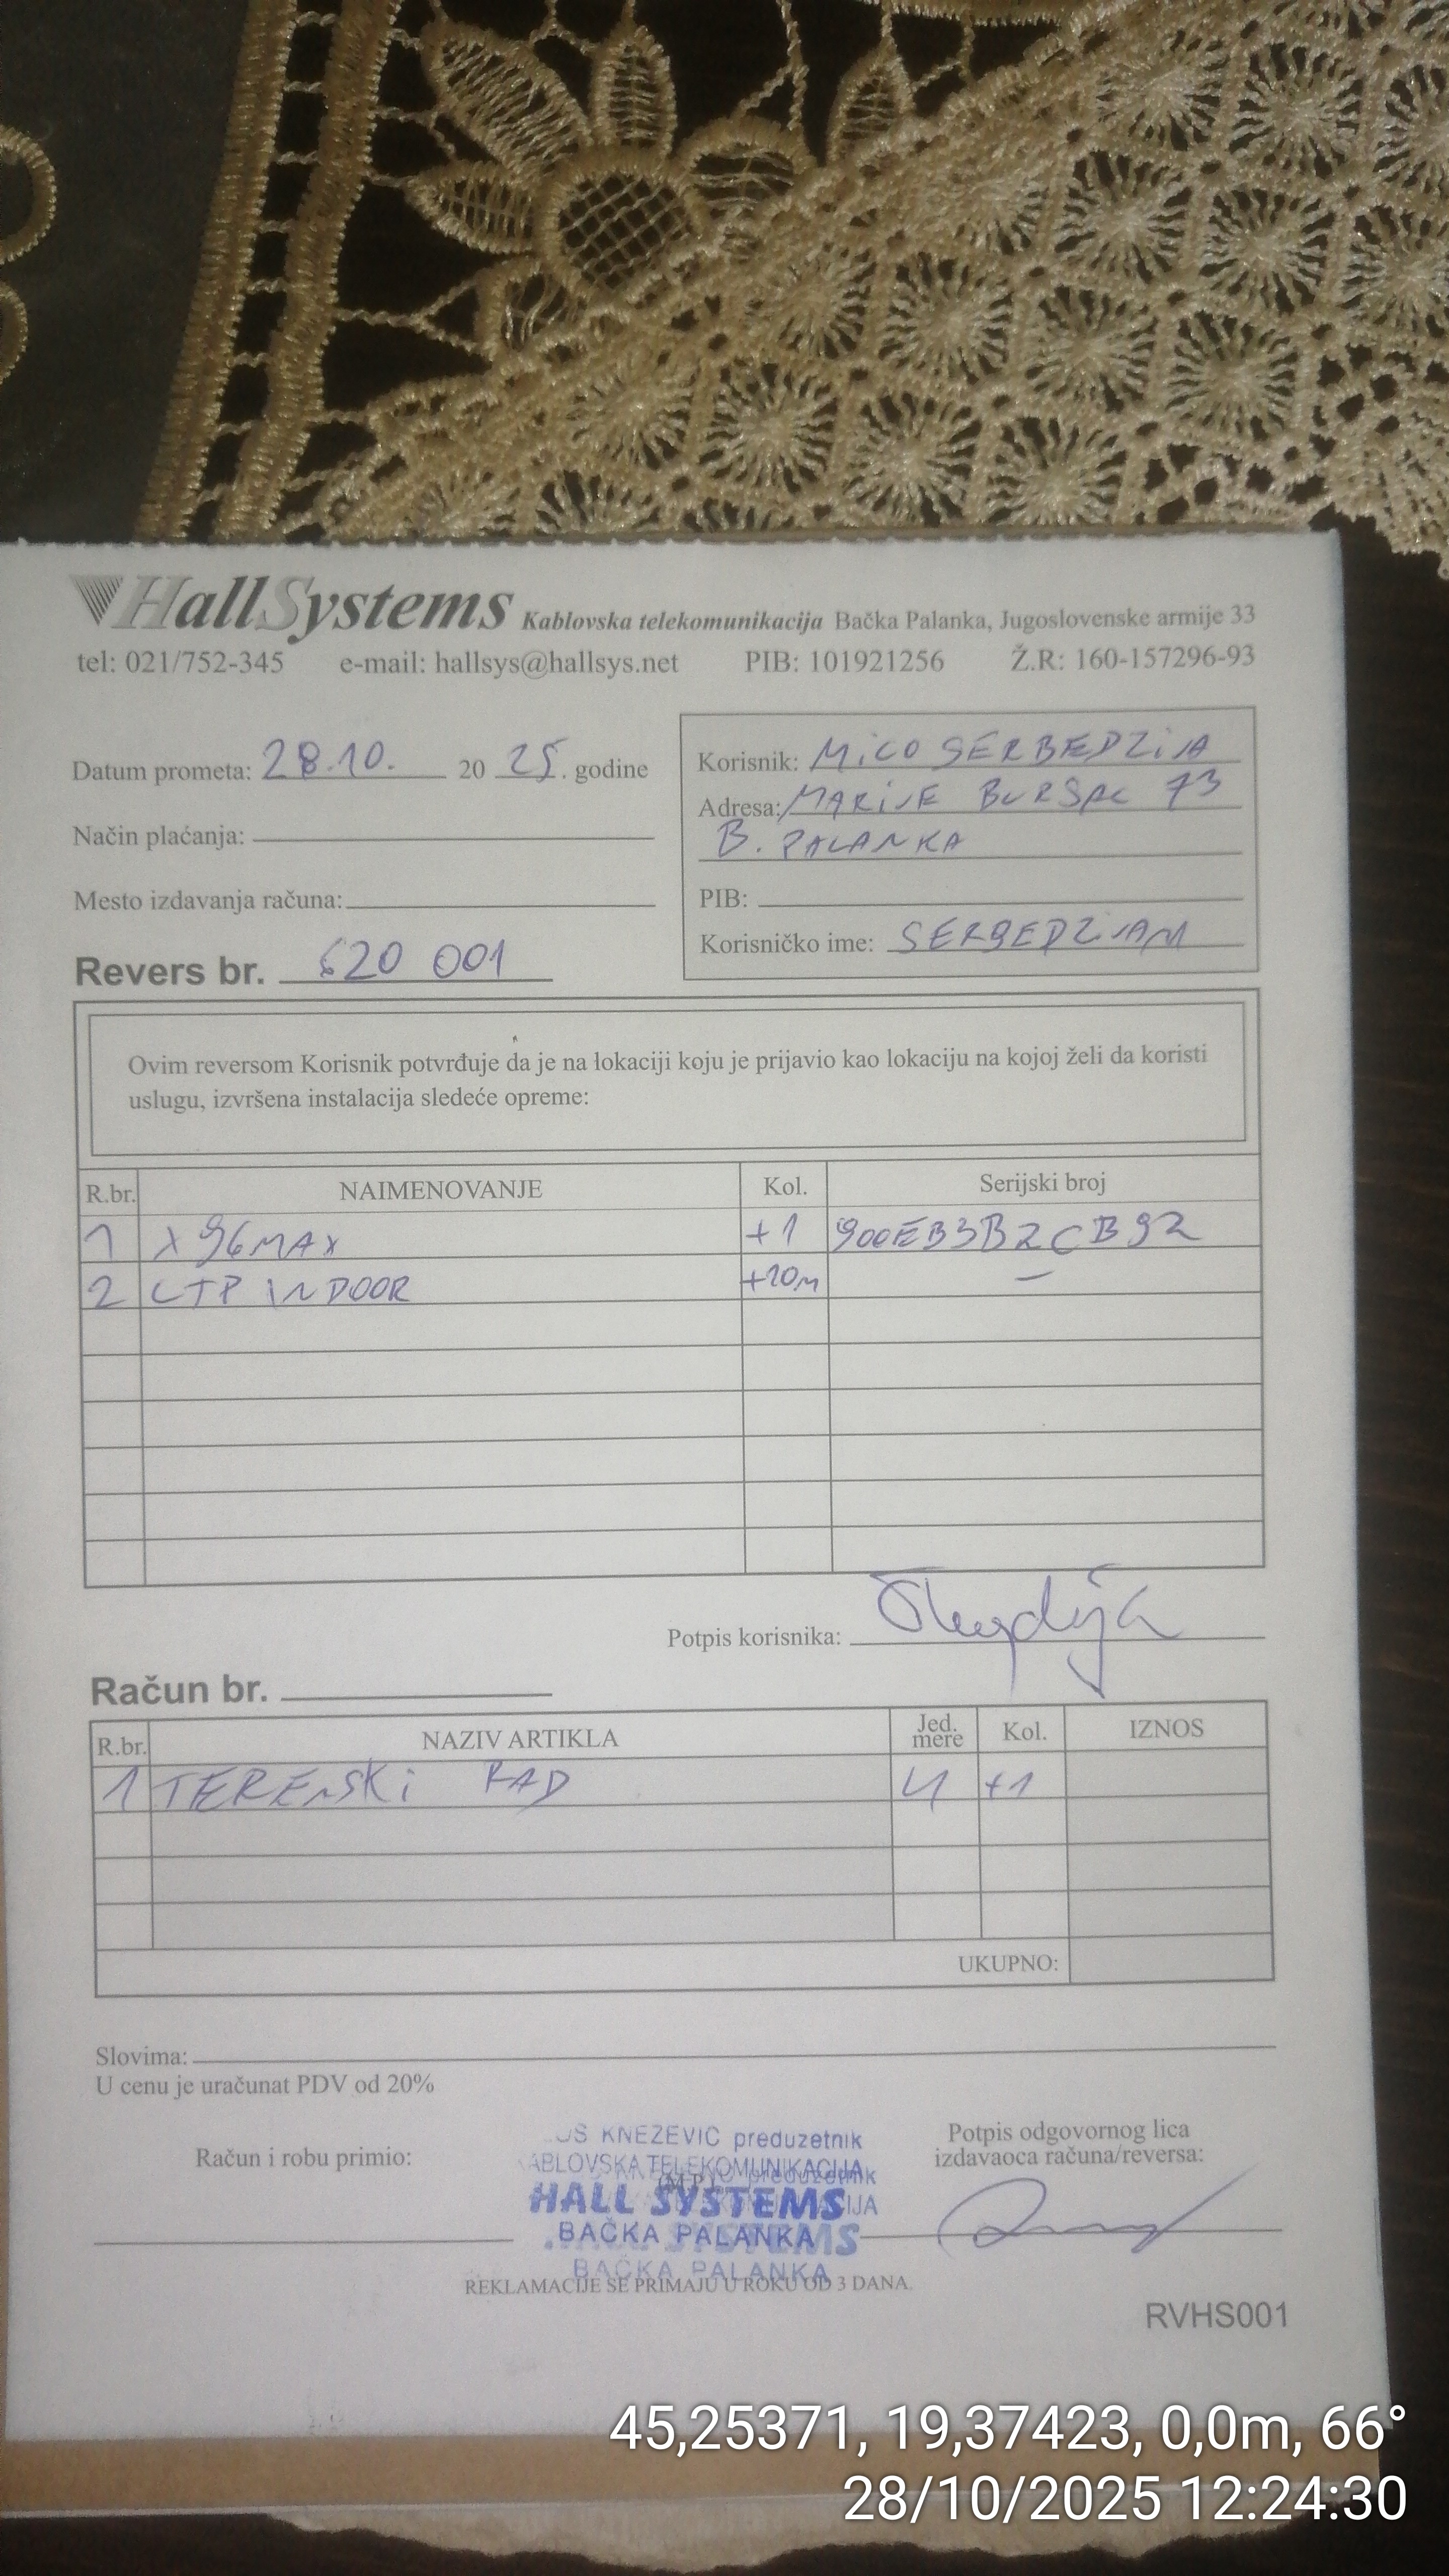 HallSystems Kablovska telekomunikacija Bačka Palanka, Jugoslovenske armije 33
tel: 021/752-345 e-mail: hallsys@hallsys.net PIB: 101921256 Ž.R: 160-157296-93
Datum prometa: 28.10. 20 25. godine
Način plaćanja:
Mesto izdavanja računa:
Revers br. 620 001
Korisnik: MiCO SERBEDZiJA
Adresa: MARIJE BURSAC 73
B. PALANKA
PIB:
Korisničko ime: SERBEDZiJAM
Ovim reversom Korisnik potvrđuje da je na lokaciji koju je prijavio kao lokaciju na kojoj želi da koristi
uslugu, izvršena instalacija sledeće opreme:
R.br. NAIMENOVANJE Kol. Serijski broj
1 X96MAX +1 900EB3B2CB92
2 UTP INDOOR +20m —
Potpis korisnika:
Račun br.
R.br. NAZIV ARTIKLA Jed. mere Kol. IZNOS
1 TERENSKi RAD Č +1
UKUPNO:
Slovima:
U cenu je uračunat PDV od 20%
Račun i robu primio:
KNEZEVIC preduzetnik
ABLOVSKA TELEKOMUNIKACIJA
(M.P.)
HALL SYSTEMS
BAČKA PALANKA
BAČKA PALANKA
Potpis odgovornog lica
izdavaoca računa/reversa:
REKLAMACIJE SE PRIMAJU U ROKU OD 3 DANA.
RVHS001
45,25371, 19,37423, 0,0m, 66°
28/10/2025 12:24:30